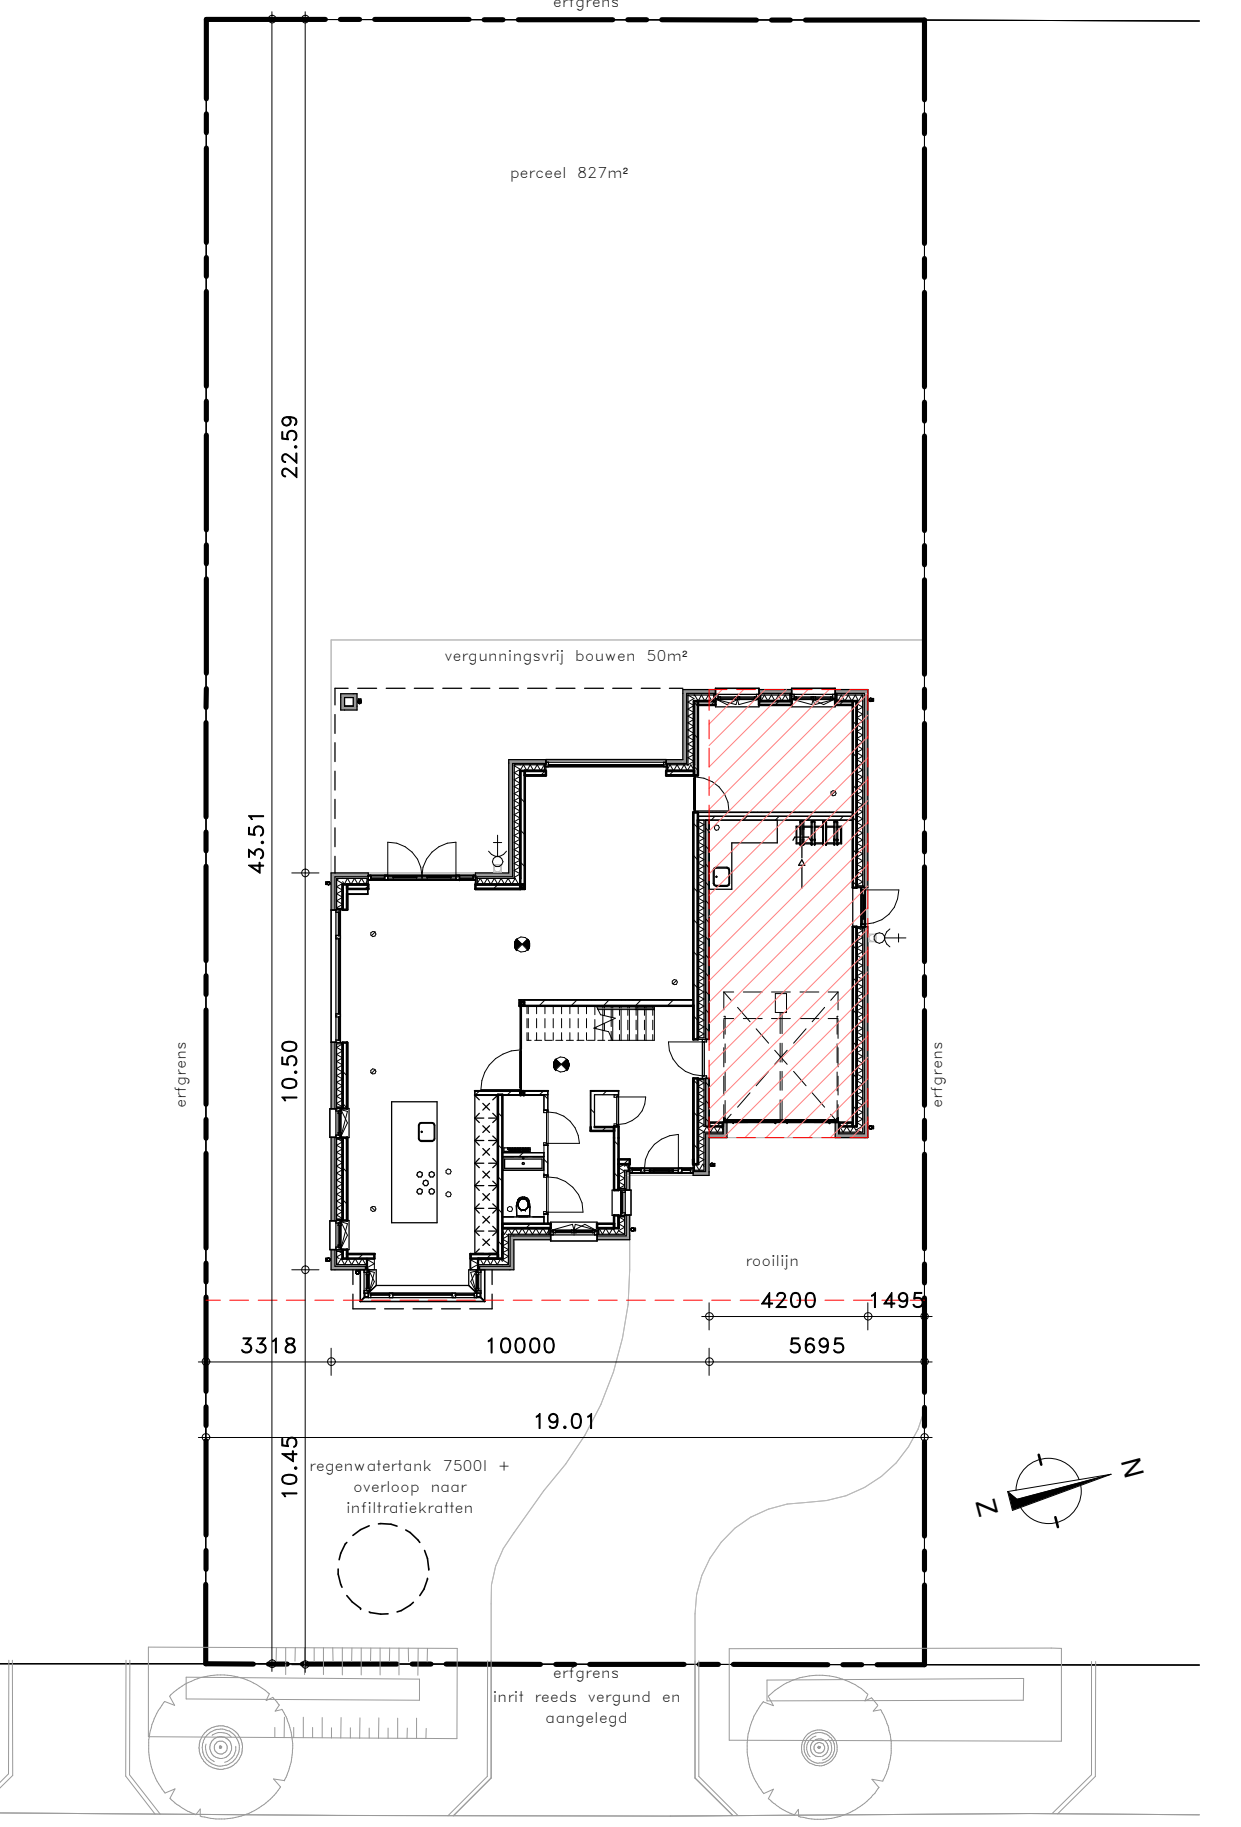 erfgrens
perceel 827m²
22.59
vergunningsvrij bouwen 50m²
43.51
10.50
erfgrens
erfgrens
rooilijn
4200
1495
3318
10000
5695
19.01
10.45
regenwatertank 7500l +
overloop naar
infiltratiekratten
N
N
erfgrens
inrit reeds vergund en
aangelegd